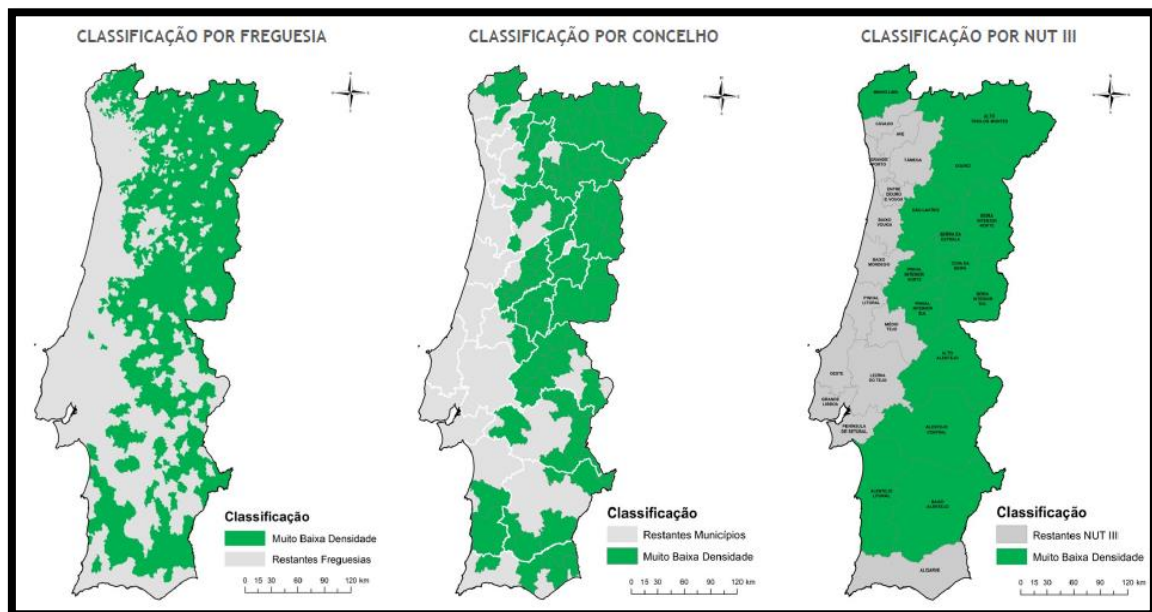 CLASSIFICAÇÃO POR FREGUESIA
Classificação
Muito Baixa Densidade
Restantes Freguesias
0 15 30 60 90 120 km
CLASSIFICAÇÃO POR CONCELHO
Classificação
Restantes Municípios
Muito Baixa Densidade
0 15 30 60 90 120 km
CLASSIFICAÇÃO POR NUT III
MINHO-LIMA
ALTO
TRÁS-OS-MONTES
CÁVADO
AVE
GRANDE
PORTO
TÂMEGA
DOURO
ENTRE
DOURO
E VOUGA
BAIXO
VOUGA
DÃO-LAFÕES
BEIRA
INTERIOR
NORTE
SERRA DA
ESTRELA
BAIXO
MONDEGO
COVA DA
BEIRA
PINHAL
INTERIOR
NORTE
PINHAL
LITORAL
PINHAL
INTERIOR
SUL
BEIRA
INTERIOR
SUL
MÉDIO
TEJO
ALTO
ALENTEJO
OESTE
LEZÍRIA
DO TEJO
GRANDE
LISBOA
PENÍNSULA
DE SETÚBAL
ALENTEJO
CENTRAL
ALENTEJO
LITORAL
BAIXO
ALENTEJO
ALGARVE
Classificação
Restantes NUT III
Muito Baixa Densidade
0 15 30 60 90 120 km